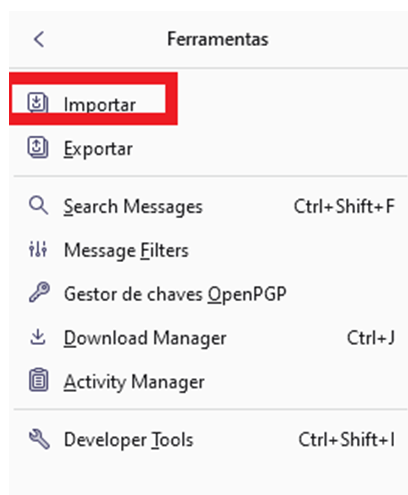 Ferramentas
Importar
Exportar
Search Messages Ctrl+Shift+F
Message Filters
Gestor de chaves OpenPGP
Download Manager Ctrl+J
Activity Manager
Developer Tools Ctrl+Shift+I